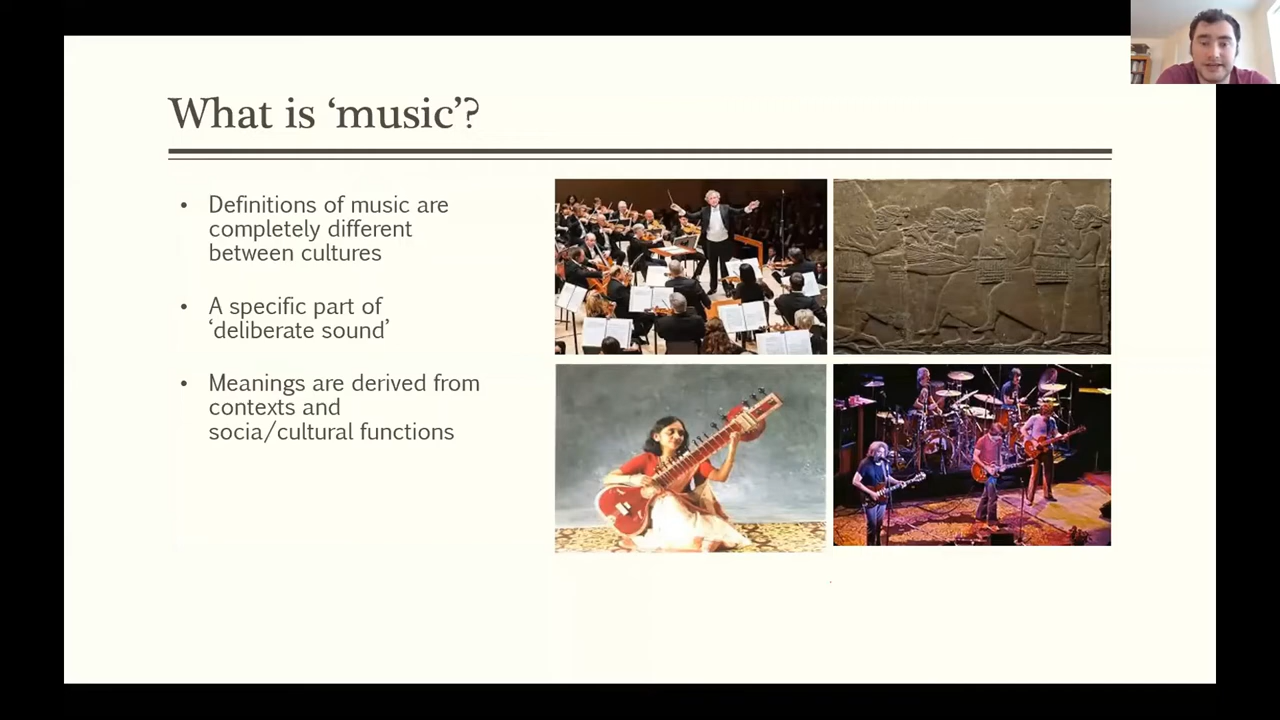 What is ‘music’?
• Definitions of music are
completely different
between cultures
• A specific part of
‘deliberate sound’
• Meanings are derived from
contexts and
socia/cultural functions